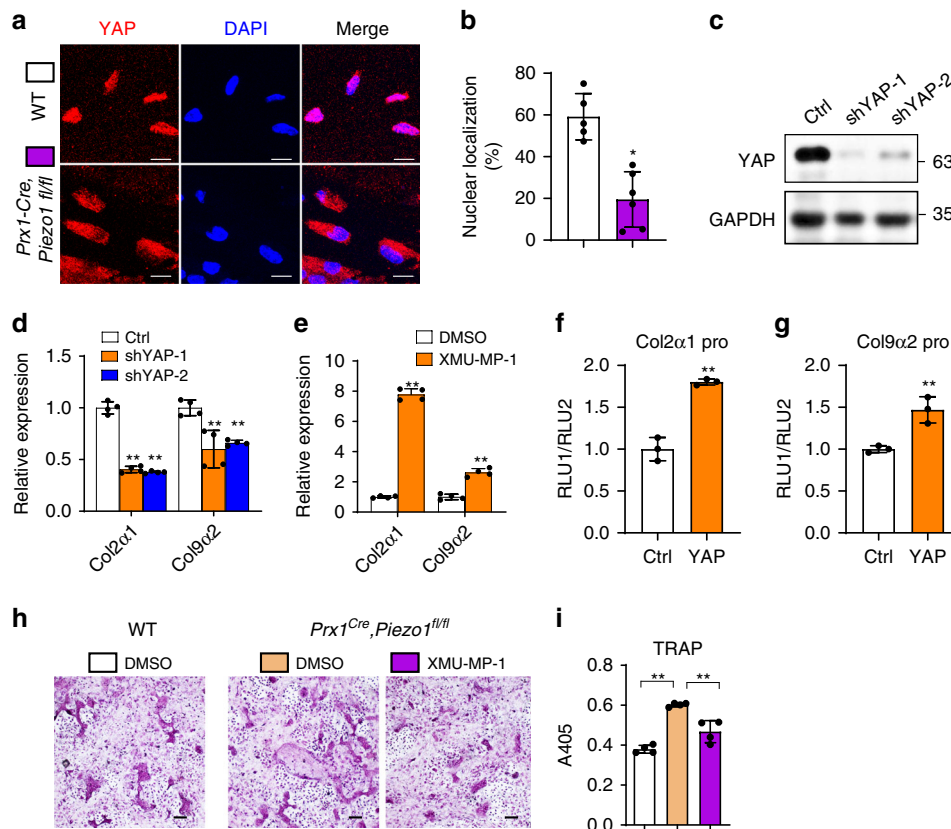 a
YAP
DAPI
Merge
WT
Prx1-Cre,
Piezo1 fl/fl
b
Nuclear localization
(%)
80
60
40
20
0
*
c
Ctrl
shYAP-1
shYAP-2
YAP
63
GAPDH
35
d
Ctrl
shYAP-1
shYAP-2
Relative expression
1.5
1.0
0.5
0.0
** **
** **
Col2α1
Col9α2
e
DMSO
XMU-MP-1
Relative expression
10
8
6
4
2
0
**
**
Col2α1
Col9α2
f
Col2α1 pro
RLU1/RLU2
2.0
1.5
1.0
0.5
0.0
**
Ctrl
YAP
g
Col9α2 pro
RLU1/RLU2
2.0
1.5
1.0
0.5
0.0
**
Ctrl
YAP
h
WT
Prx1Cre,Piezo1fl/fl
DMSO
DMSO
XMU-MP-1
i
TRAP
A405
0.8
0.6
0.4
0.2
0.0
**
**